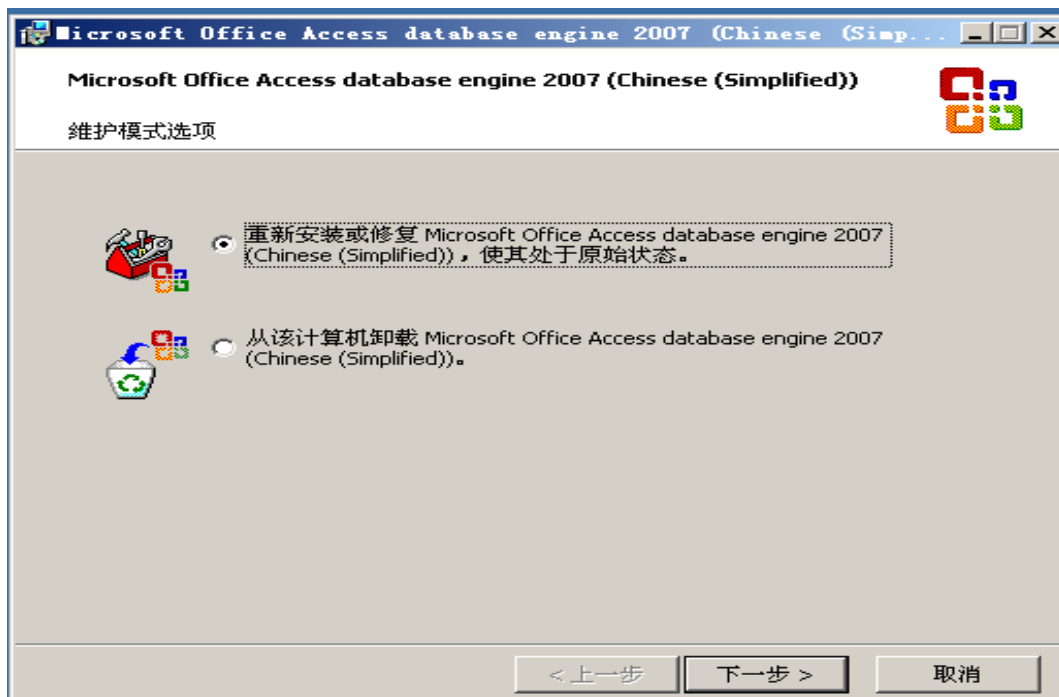 Microsoft Office Access database engine 2007 (Chinese (Simp...
Microsoft Office Access database engine 2007 (Chinese (Simplified))
维护模式选项
重新安装或修复 Microsoft Office Access database engine 2007
(Chinese (Simplified))，使其处于原始状态。
从该计算机卸载 Microsoft Office Access database engine 2007
(Chinese (Simplified))。
< 上一步
下一步 >
取消